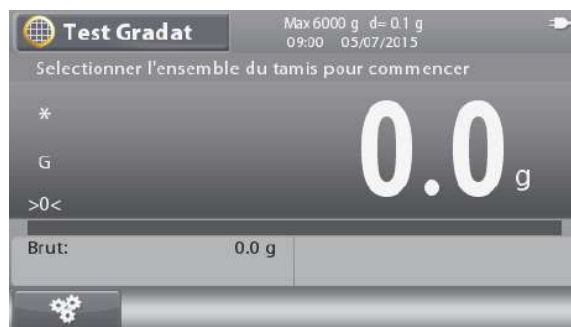 Test Gradat
Max 6000 g d= 0.1 g
09:00 05/07/2015
Selectionner l'ensemble du tamis pour commencer
*
G
>0<
0.0 g
Brut: 0.0 g